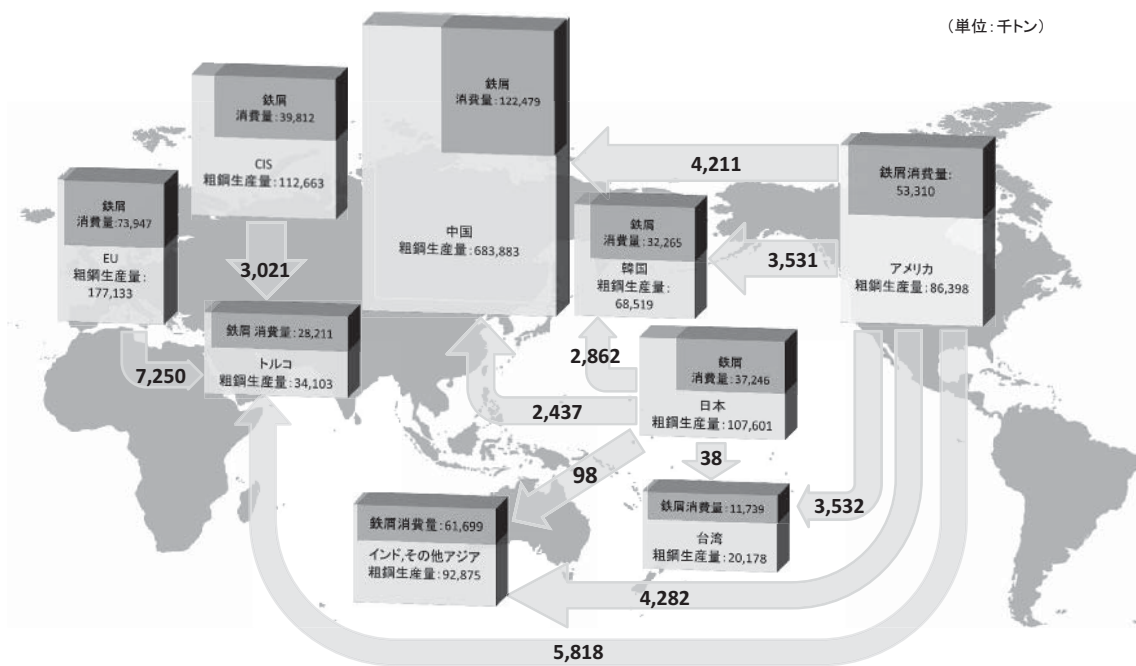 （単位：千トン）
鉄屑
消費量：122,479
中国
粗鋼生産量：683,883
鉄屑
消費量：39,812
CIS
粗鋼生産量：112,663
鉄屑
消費量：73,947
EU
粗鋼生産量：
177,133
鉄屑消費量：
53,310
アメリカ
粗鋼生産量：86,398
4,211
鉄屑
消費量：32,265
韓国
粗鋼生産量：
68,519
3,531
3,021
鉄屑 消費量：28,211
トルコ
粗鋼生産量：34,103
7,250
2,862
鉄屑
消費量：37,246
日本
粗鋼生産量：107,601
2,437
98
38
鉄屑消費量：11,739
台湾
粗鋼生産量：20,178
3,532
鉄屑消費量：61,699
インド,その他アジア
粗鋼生産量：92,875
4,282
5,818